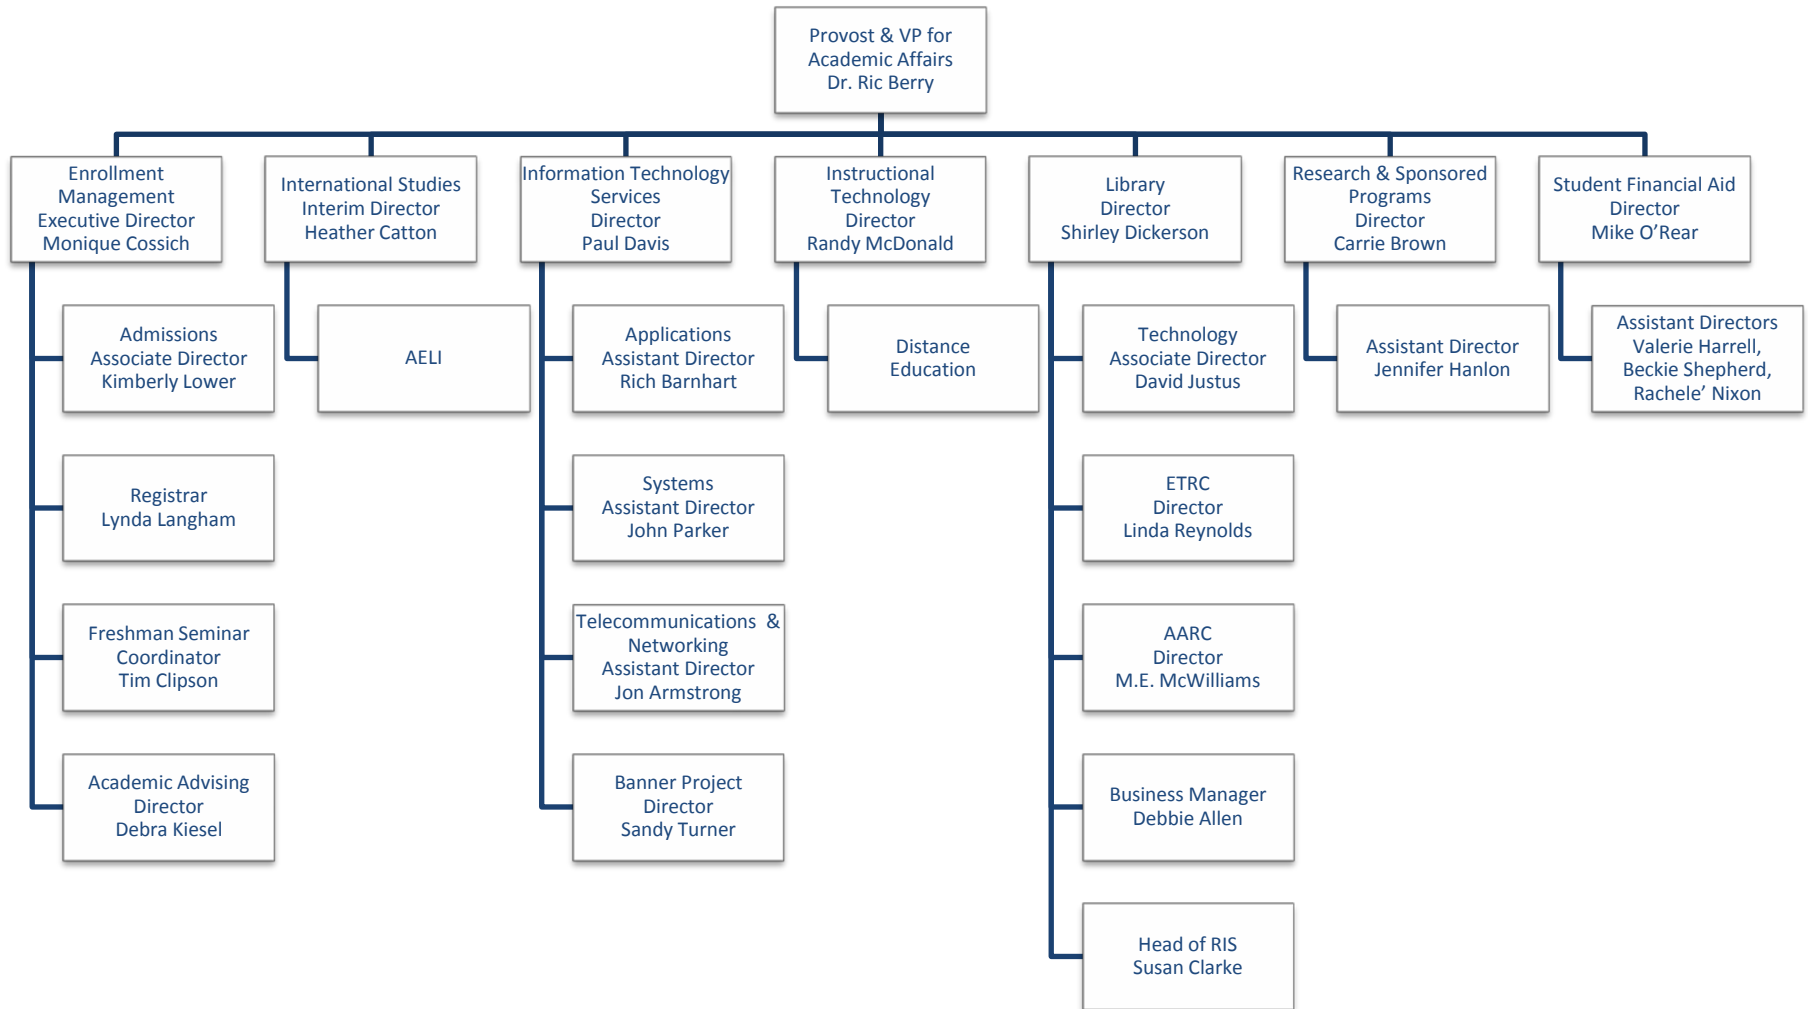 Provost & VP for
Academic Affairs
Dr. Ric Berry
Enrollment
Management
Executive Director
Monique Cossich
International Studies
Interim Director
Heather Catton
Information Technology
Services
Director
Paul Davis
Instructional
Technology
Director
Randy McDonald
Library
Director
Shirley Dickerson
Research & Sponsored
Programs
Director
Carrie Brown
Student Financial Aid
Director
Mike O’Rear
Admissions
Associate Director
Kimberly Lower
AELI
Applications
Assistant Director
Rich Barnhart
Distance
Education
Technology
Associate Director
David Justus
Assistant Director
Jennifer Hanlon
Assistant Directors
Valerie Harrell,
Beckie Shepherd,
Rachele’ Nixon
Registrar
Lynda Langham
Systems
Assistant Director
John Parker
ETRC
Director
Linda Reynolds
Freshman Seminar
Coordinator
Tim Clipson
Telecommunications &
Networking
Assistant Director
Jon Armstrong
AARC
Director
M.E. McWilliams
Academic Advising
Director
Debra Kiesel
Banner Project
Director
Sandy Turner
Business Manager
Debbie Allen
Head of RIS
Susan Clarke